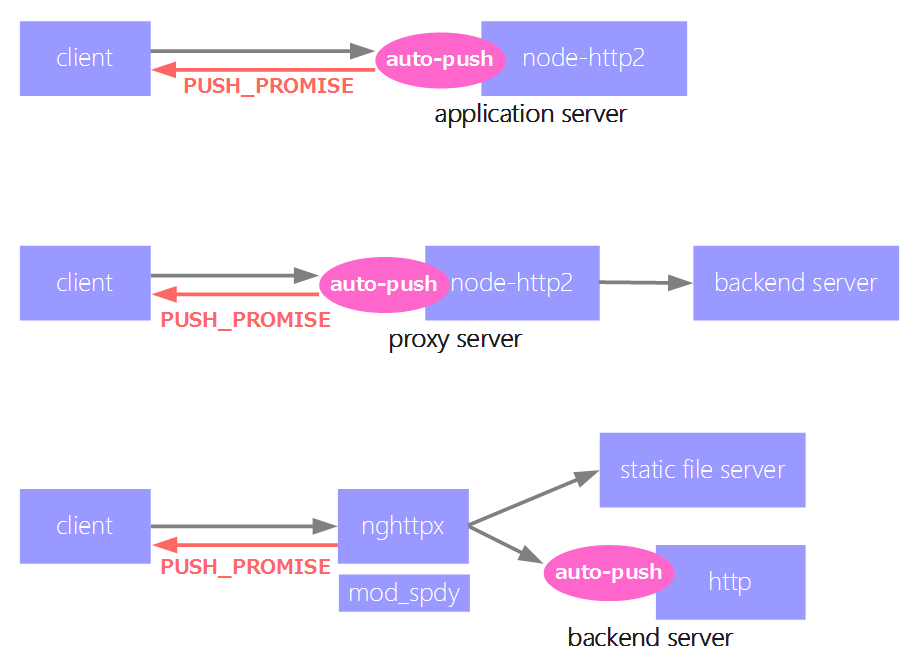 client
auto-push
node-http2
PUSH_PROMISE
application server
client
auto-push
node-http2
backend server
PUSH_PROMISE
proxy server
static file server
client
nghttpx
PUSH_PROMISE
auto-push
http
mod_spdy
backend server